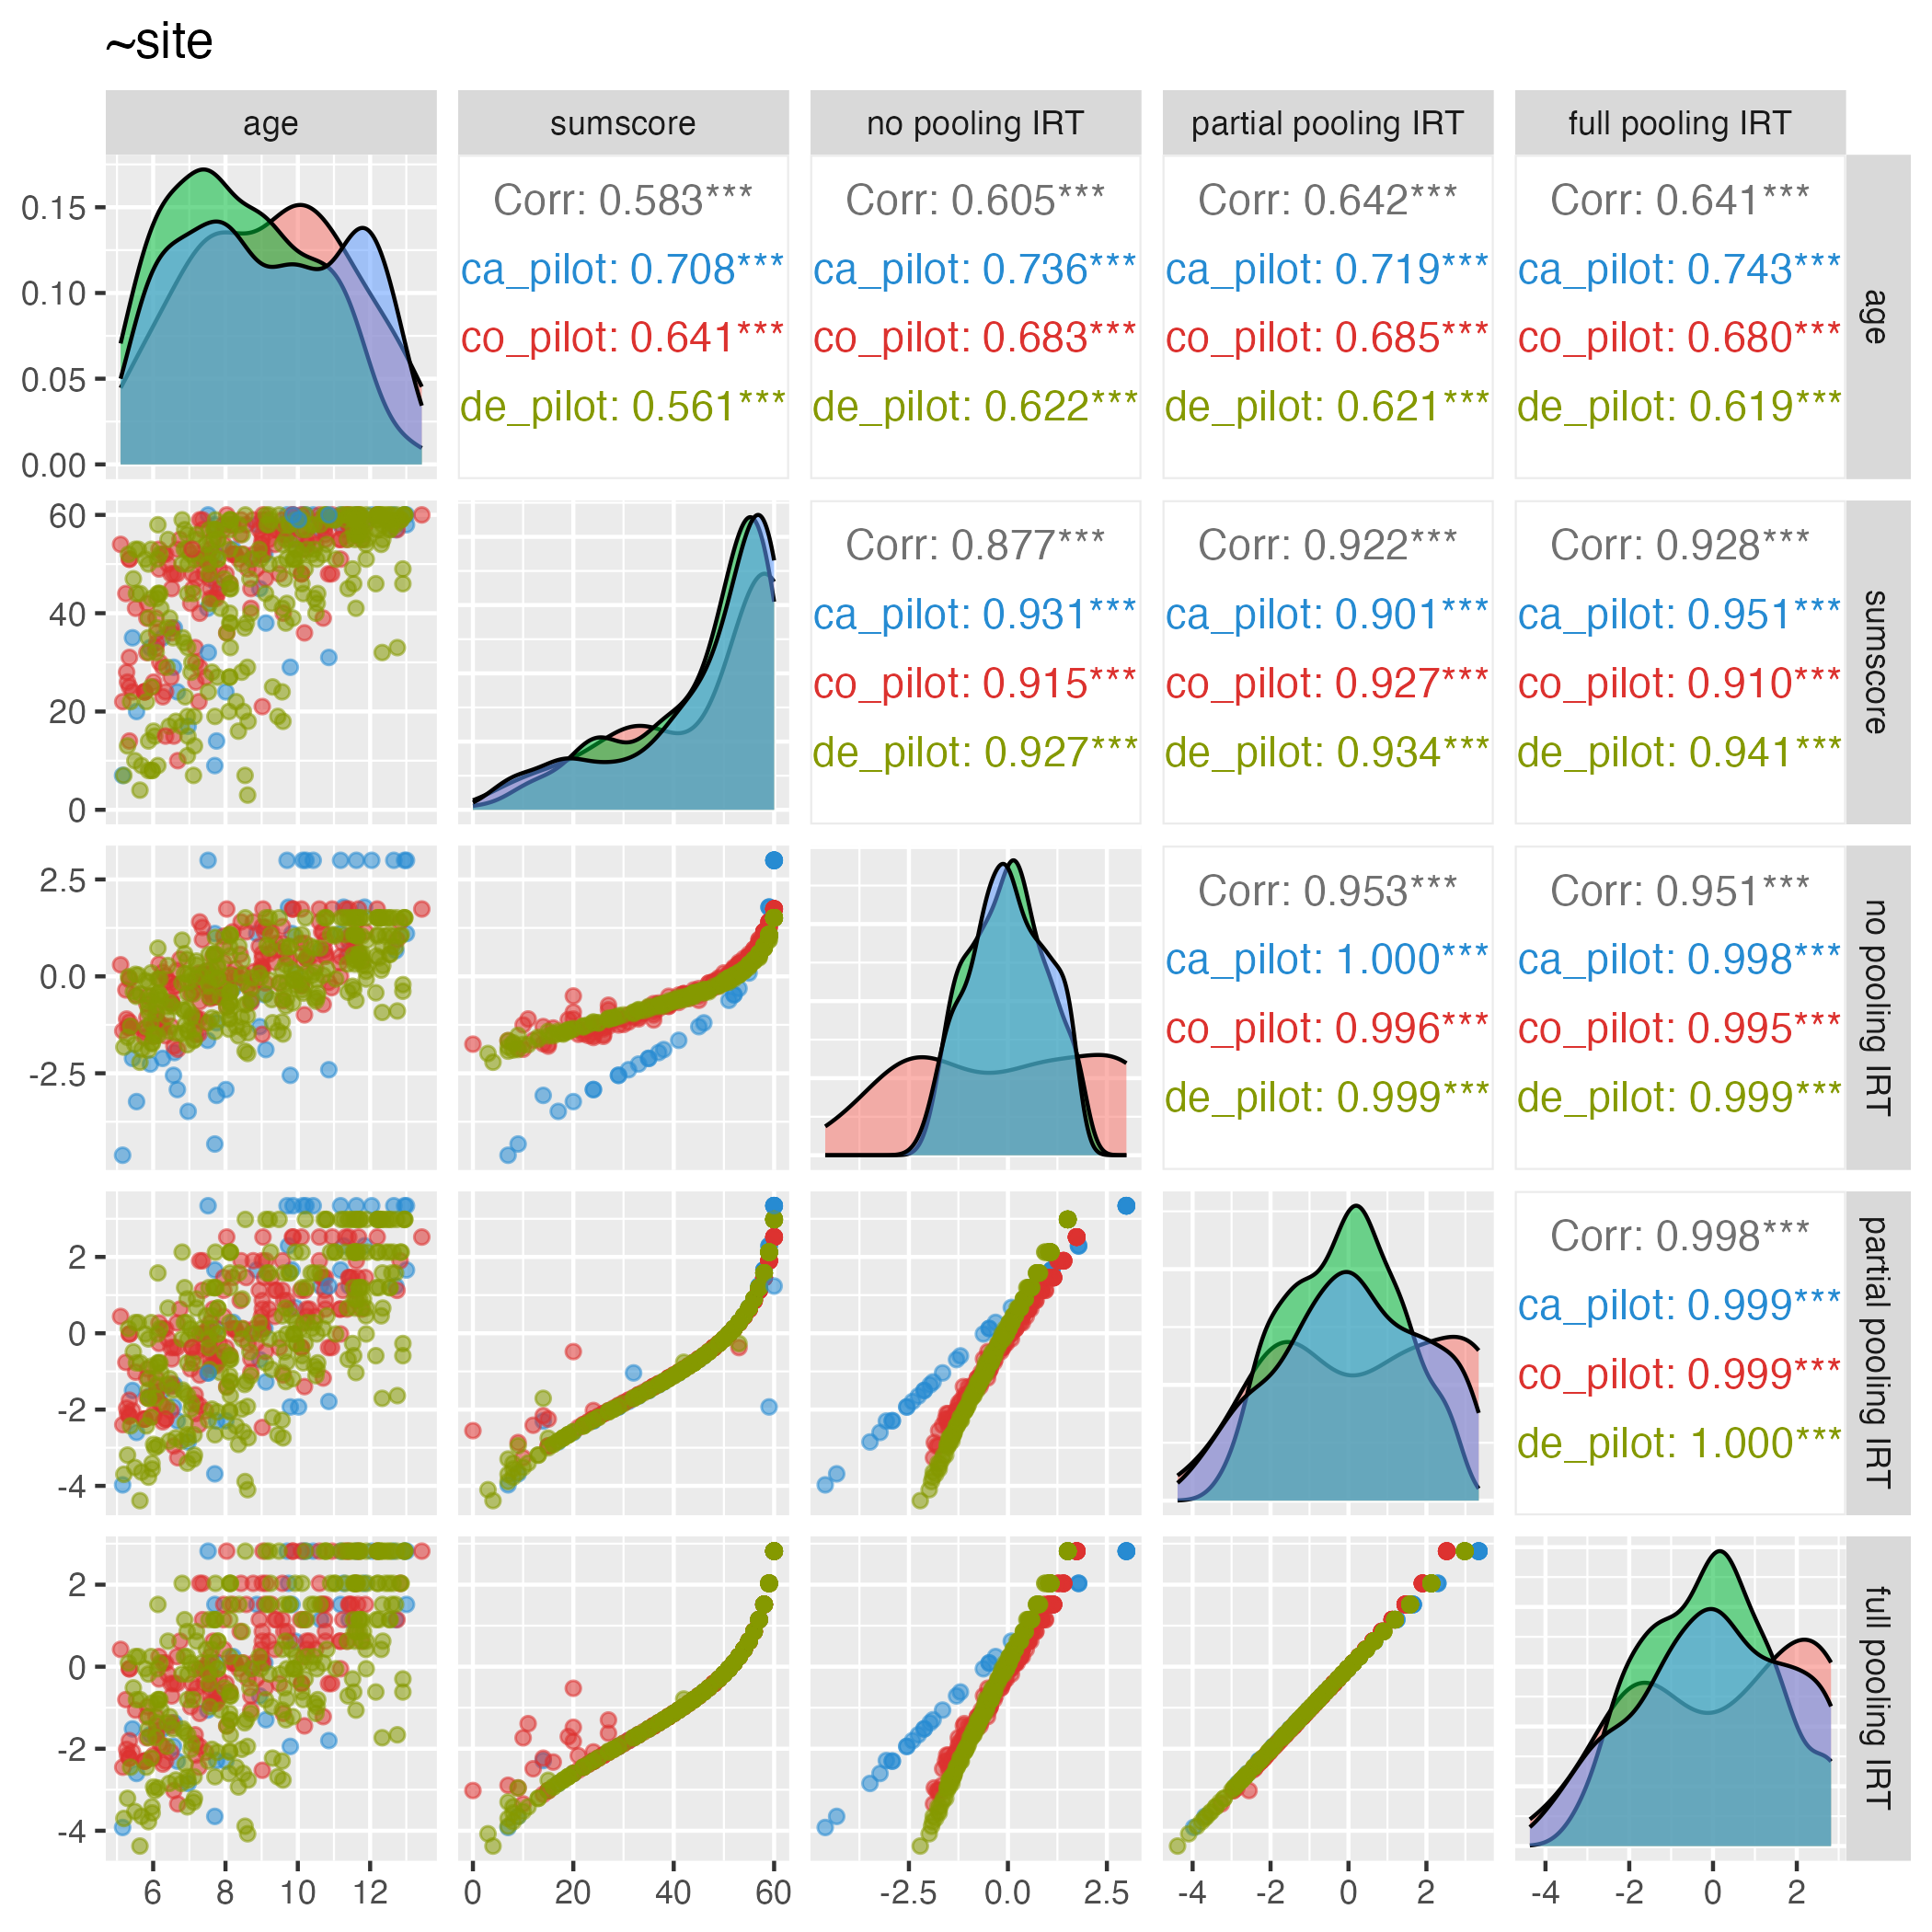 ~site
age sumscore no pooling IRT partial pooling IRT full pooling IRT
0.15
0.10
0.05
0.00
Corr: 0.583***
ca_pilot: 0.708***
co_pilot: 0.641***
de_pilot: 0.561***
Corr: 0.605***
ca_pilot: 0.736***
co_pilot: 0.683***
de_pilot: 0.622***
Corr: 0.642***
ca_pilot: 0.719***
co_pilot: 0.685***
de_pilot: 0.621***
Corr: 0.641***
ca_pilot: 0.743***
co_pilot: 0.680***
de_pilot: 0.619***
age
60
40
20
0
Corr: 0.877***
ca_pilot: 0.931***
co_pilot: 0.915***
de_pilot: 0.927***
Corr: 0.922***
ca_pilot: 0.901***
co_pilot: 0.927***
de_pilot: 0.934***
Corr: 0.928***
ca_pilot: 0.951***
co_pilot: 0.910***
de_pilot: 0.941***
sumscore
2.5
0.0
-2.5
Corr: 0.953***
ca_pilot: 1.000***
co_pilot: 0.996***
de_pilot: 0.999***
Corr: 0.951***
ca_pilot: 0.998***
co_pilot: 0.995***
de_pilot: 0.999***
no pooling IRT
2
0
-2
-4
Corr: 0.998***
ca_pilot: 0.999***
co_pilot: 0.999***
de_pilot: 1.000***
partial pooling IRT
2
0
-2
-4
full pooling IRT
6 8 10 12
0 20 40 60
-2.5 0.0 2.5
-4 -2 0 2
-4 -2 0 2